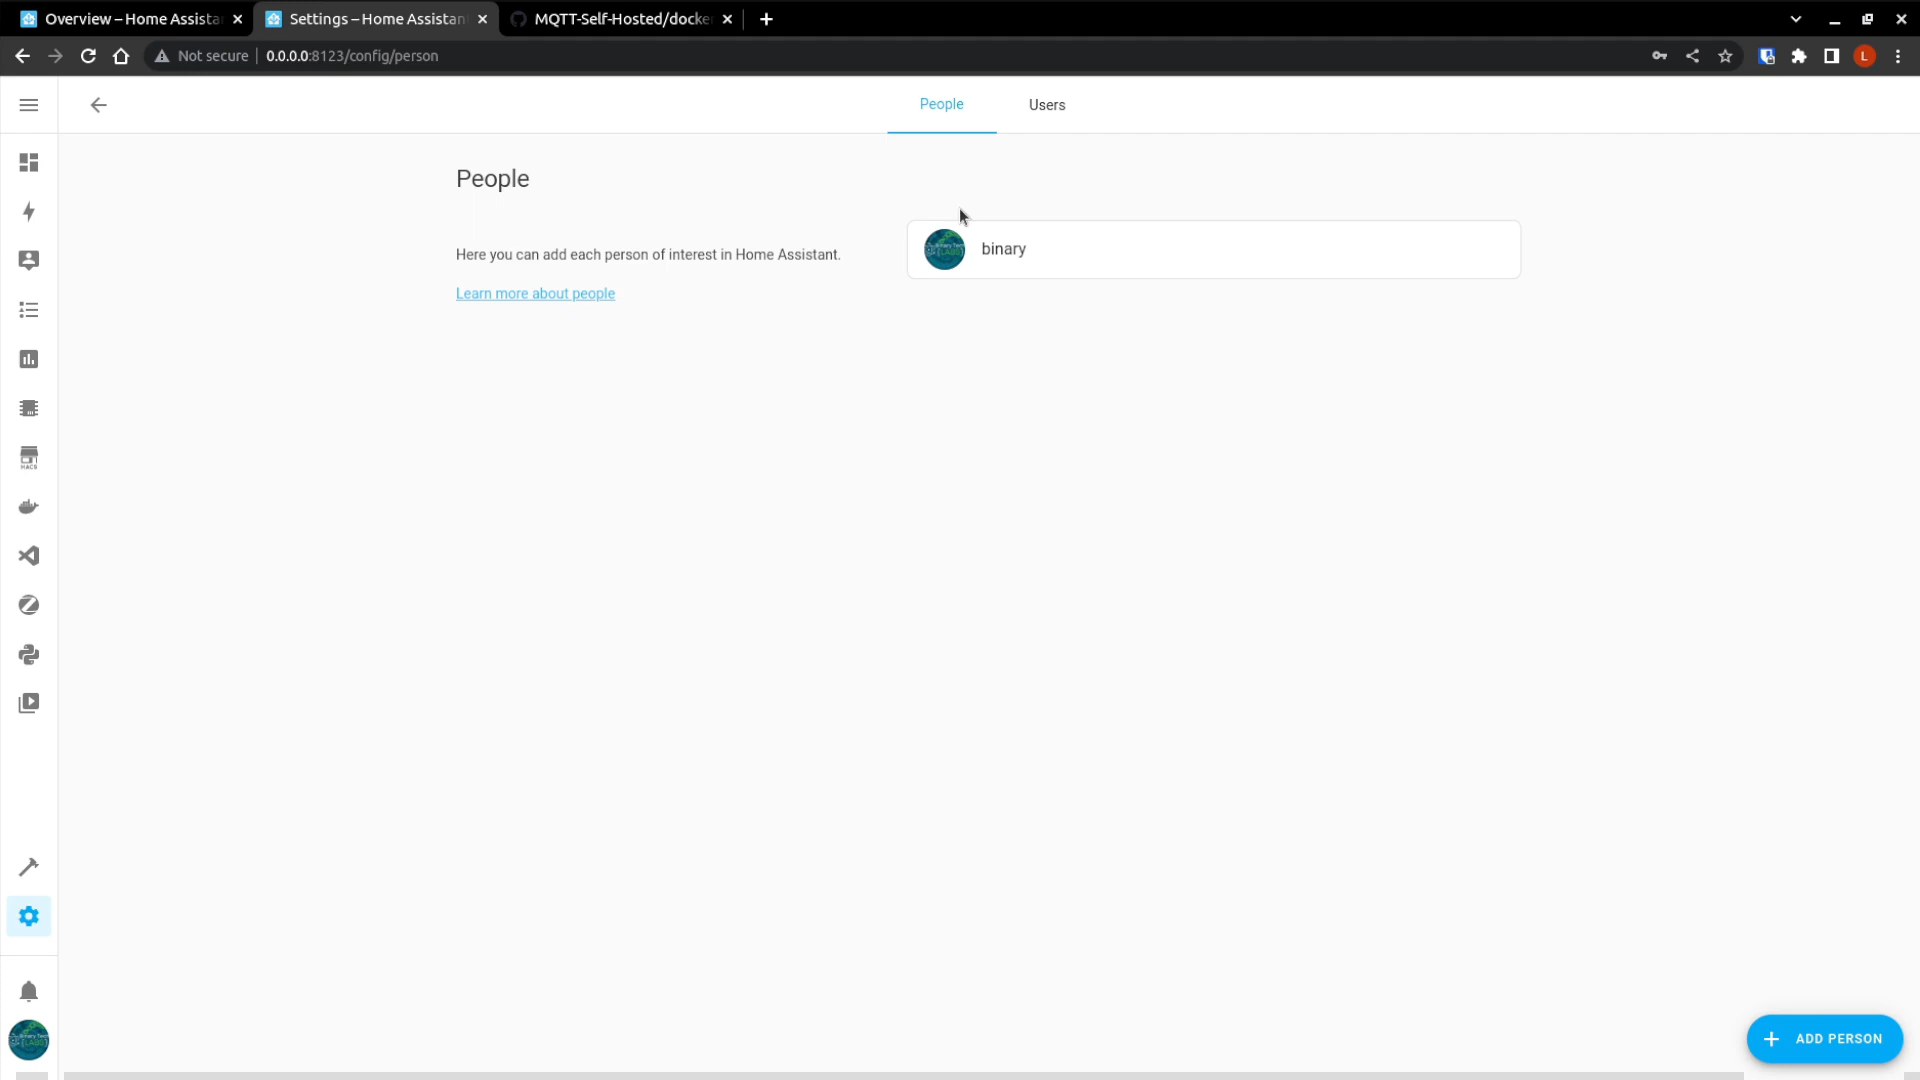 Overview – Home Assista
Settings – Home Assistan
MQTT-Self-Hosted/docke
Not secure
0.0.0.0:8123/config/person
L
People
Users
People
Here you can add each person of interest in Home Assistant.
binary
Learn more about people
HACS
ADD PERSON